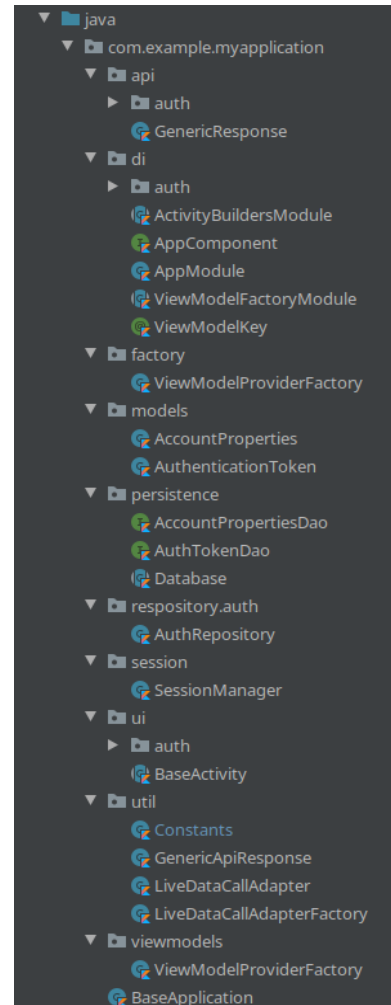 java
com.example.myapplication
api
auth
GenericResponse
di
auth
ActivityBuildersModule
AppComponent
AppModule
ViewModelFactoryModule
ViewModelKey
factory
ViewModelProviderFactory
models
AccountProperties
AuthenticationToken
persistence
AccountPropertiesDao
AuthTokenDao
Database
respository.auth
AuthRepository
session
SessionManager
ui
auth
BaseActivity
util
Constants
GenericApiResponse
LiveDataCallAdapter
LiveDataCallAdapterFactory
viewmodels
ViewModelProviderFactory
BaseApplication